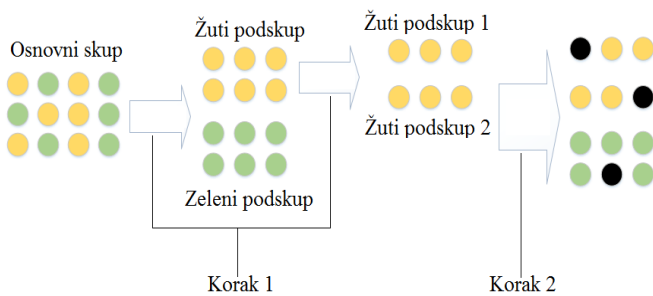 Osnovni skup
Žuti podskup
Zeleni podskup
Žuti podskup 1
Žuti podskup 2
Korak 1
Korak 2